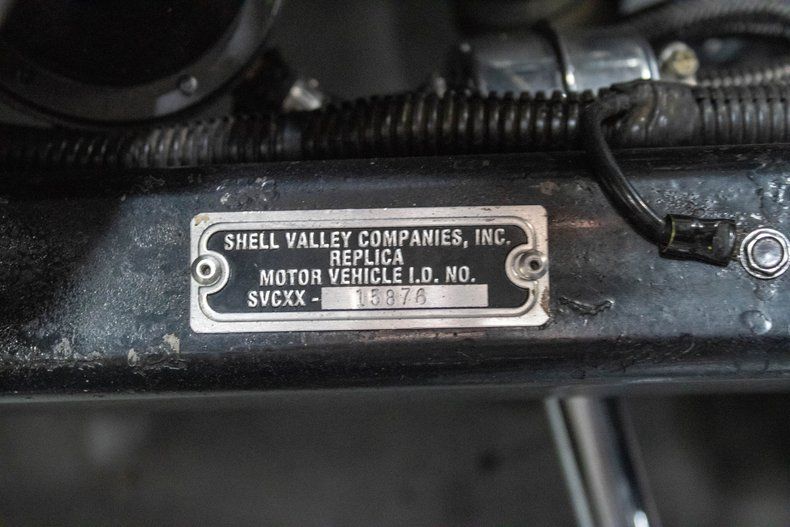 SHELL VALLEY COMPANIES, INC.
REPLICA
MOTOR VEHICLE I.D. NO.
SVCXX - 15876